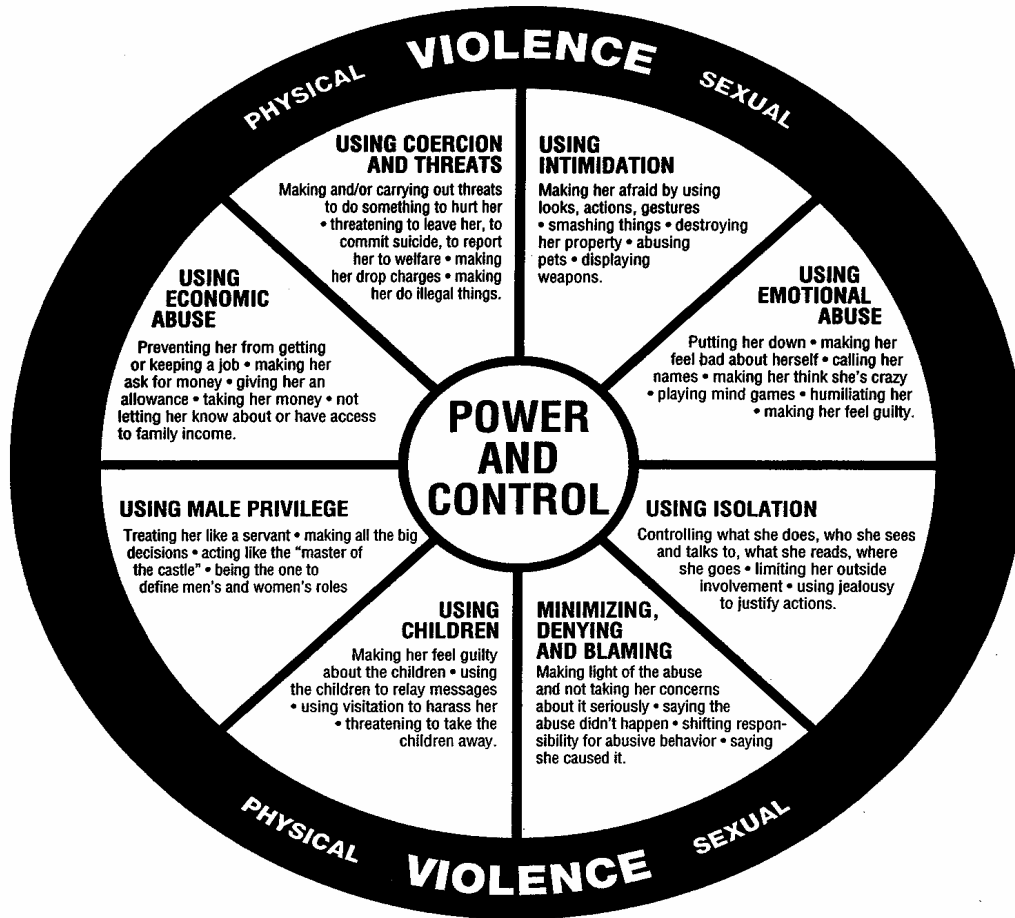 PHYSICAL VIOLENCE SEXUAL
USING COERCION
AND THREATS
Making and/or carrying out threats
to do something to hurt her
• threatening to leave her, to
commit suicide, to report
her to welfare • making
her drop charges • making
her do illegal things.
USING
INTIMIDATION
Making her afraid by using
looks, actions, gestures
• smashing things • destroying
her property • abusing
pets • displaying
weapons.
USING
EMOTIONAL
ABUSE
Putting her down • making her
feel bad about herself • calling her
names • making her think she's crazy
• playing mind games • humiliating her
• making her feel guilty.
USING ISOLATION
Controlling what she does, who she sees
and talks to, what she reads, where
she goes • limiting her outside
involvement • using jealousy
to justify actions.
MINIMIZING,
DENYING
AND BLAMING
Making light of the abuse
and not taking her concerns
about it seriously • saying the
abuse didn't happen • shifting respon-
sibility for abusive behavior • saying
she caused it.
USING
CHILDREN
Making her feel guilty
about the children • using
the children to relay messages
• using visitation to harass her
• threatening to take the
children away.
USING MALE PRIVILEGE
Treating her like a servant • making all the big
decisions • acting like the "master of
the castle" • being the one to
define men's and women's roles
USING
ECONOMIC
ABUSE
Preventing her from getting
or keeping a job • making her
ask for money • giving her an
allowance • taking her money • not
letting her know about or have access
to family income.
POWER
AND
CONTROL
PHYSICAL VIOLENCE SEXUAL